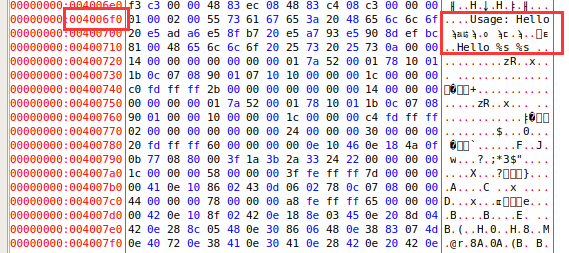 00000000:004006e0 f3 c3 00 00 48 83 ec 08 48 83 c4 08 c3 00 00 00
00000000:004006f0 01 00 02 00 55 73 61 67 65 3a 20 48 65 6c 6c 6f ....Usage: Hello
00000000:00400700 20 e5 ad a6 e5 8f b7 20 e5 a7 93 e5 90 8d ef bc
00000000:00400710 81 00 48 65 6c 6c 6f 20 25 73 20 25 73 0a 00 00 Hello %s %s ..
00000000:00400720 14 00 00 00 00 00 00 00 01 7a 52 00 01 78 10 01 .........zR..x..
00000000:00400730 1b 0c 07 08 90 01 07 10 10 00 00 00 1c 00 00 00 ................
00000000:00400740 c0 fd ff ff 2b 00 00 00 00 00 00 00 14 00 00 00 +...........
00000000:00400750 00 00 00 00 01 7a 52 00 01 78 10 01 1b 0c 07 08 .....zR..x......
00000000:00400760 90 01 00 00 10 00 00 00 1c 00 00 00 c4 fd ff ff
00000000:00400770 02 00 00 00 00 00 00 00 24 00 00 00 30 00 00 00 ........$...0...
00000000:00400780 20 fd ff ff 60 00 00 00 00 0e 10 46 0e 18 4a 0f `......F..J.
00000000:00400790 0b 77 08 80 00 3f 1a 3b 2a 33 24 22 00 00 00 00 .w...?.;*3$"....
00000000:004007a0 1c 00 00 00 58 00 00 00 3f fe ff ff 7d 00 00 00 ....X...?}...
00000000:004007b0 00 41 0e 10 86 02 43 0d 06 02 78 0c 07 08 00 00 .A....C...x.....
00000000:004007c0 44 00 00 00 78 00 00 00 a8 fe ff ff 65 00 00 00 D...x...e...
00000000:004007d0 00 42 0e 10 8f 02 42 0e 18 8e 03 45 0e 20 8d 04 .B....B....E. ..
00000000:004007e0 42 0e 28 8c 05 48 0e 30 86 06 48 0e 38 83 07 4d B.(..H.0..H.8..M
00000000:004007f0 0e 40 72 0e 38 41 0e 30 41 0e 28 42 0e 20 42 0e .@r.8A.0A.(B. B.